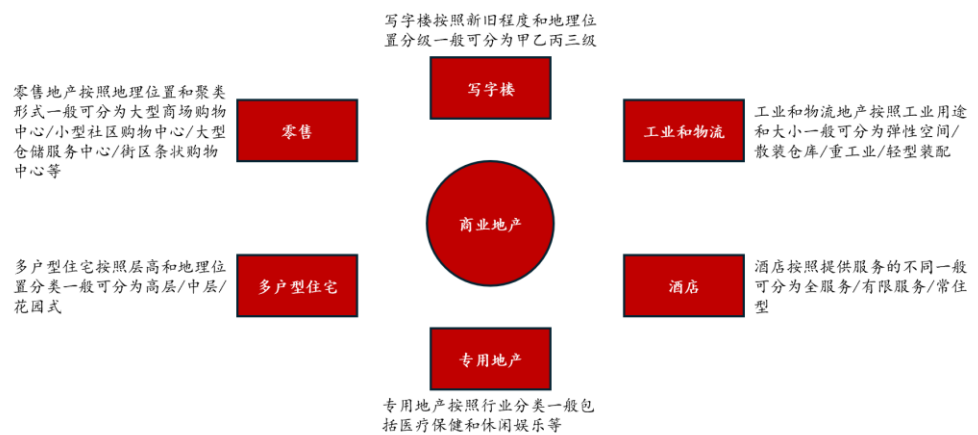 写字楼按照新旧程度和地理位
置分级一般可分为甲乙丙三级
写字楼
零售地产按照地理位置和聚类
形式一般可分为大型商场购物
中心/小型社区购物中心/大型
仓储服务中心/街区条状购物
中心等
零售
工业和物流
工业和物流地产按照工业用途
和大小一般可分为弹性空间/
散装仓库/重工业/轻型装配
商业地产
多户型住宅按照层高和地理位
置分类一般可分为高层/中层/
花园式
多户型住宅
酒店
酒店按照提供服务的不同一般
可分为全服务/有限服务/常住
型
专用地产
专用地产按照行业分类一般包
括医疗保健和休闲娱乐等